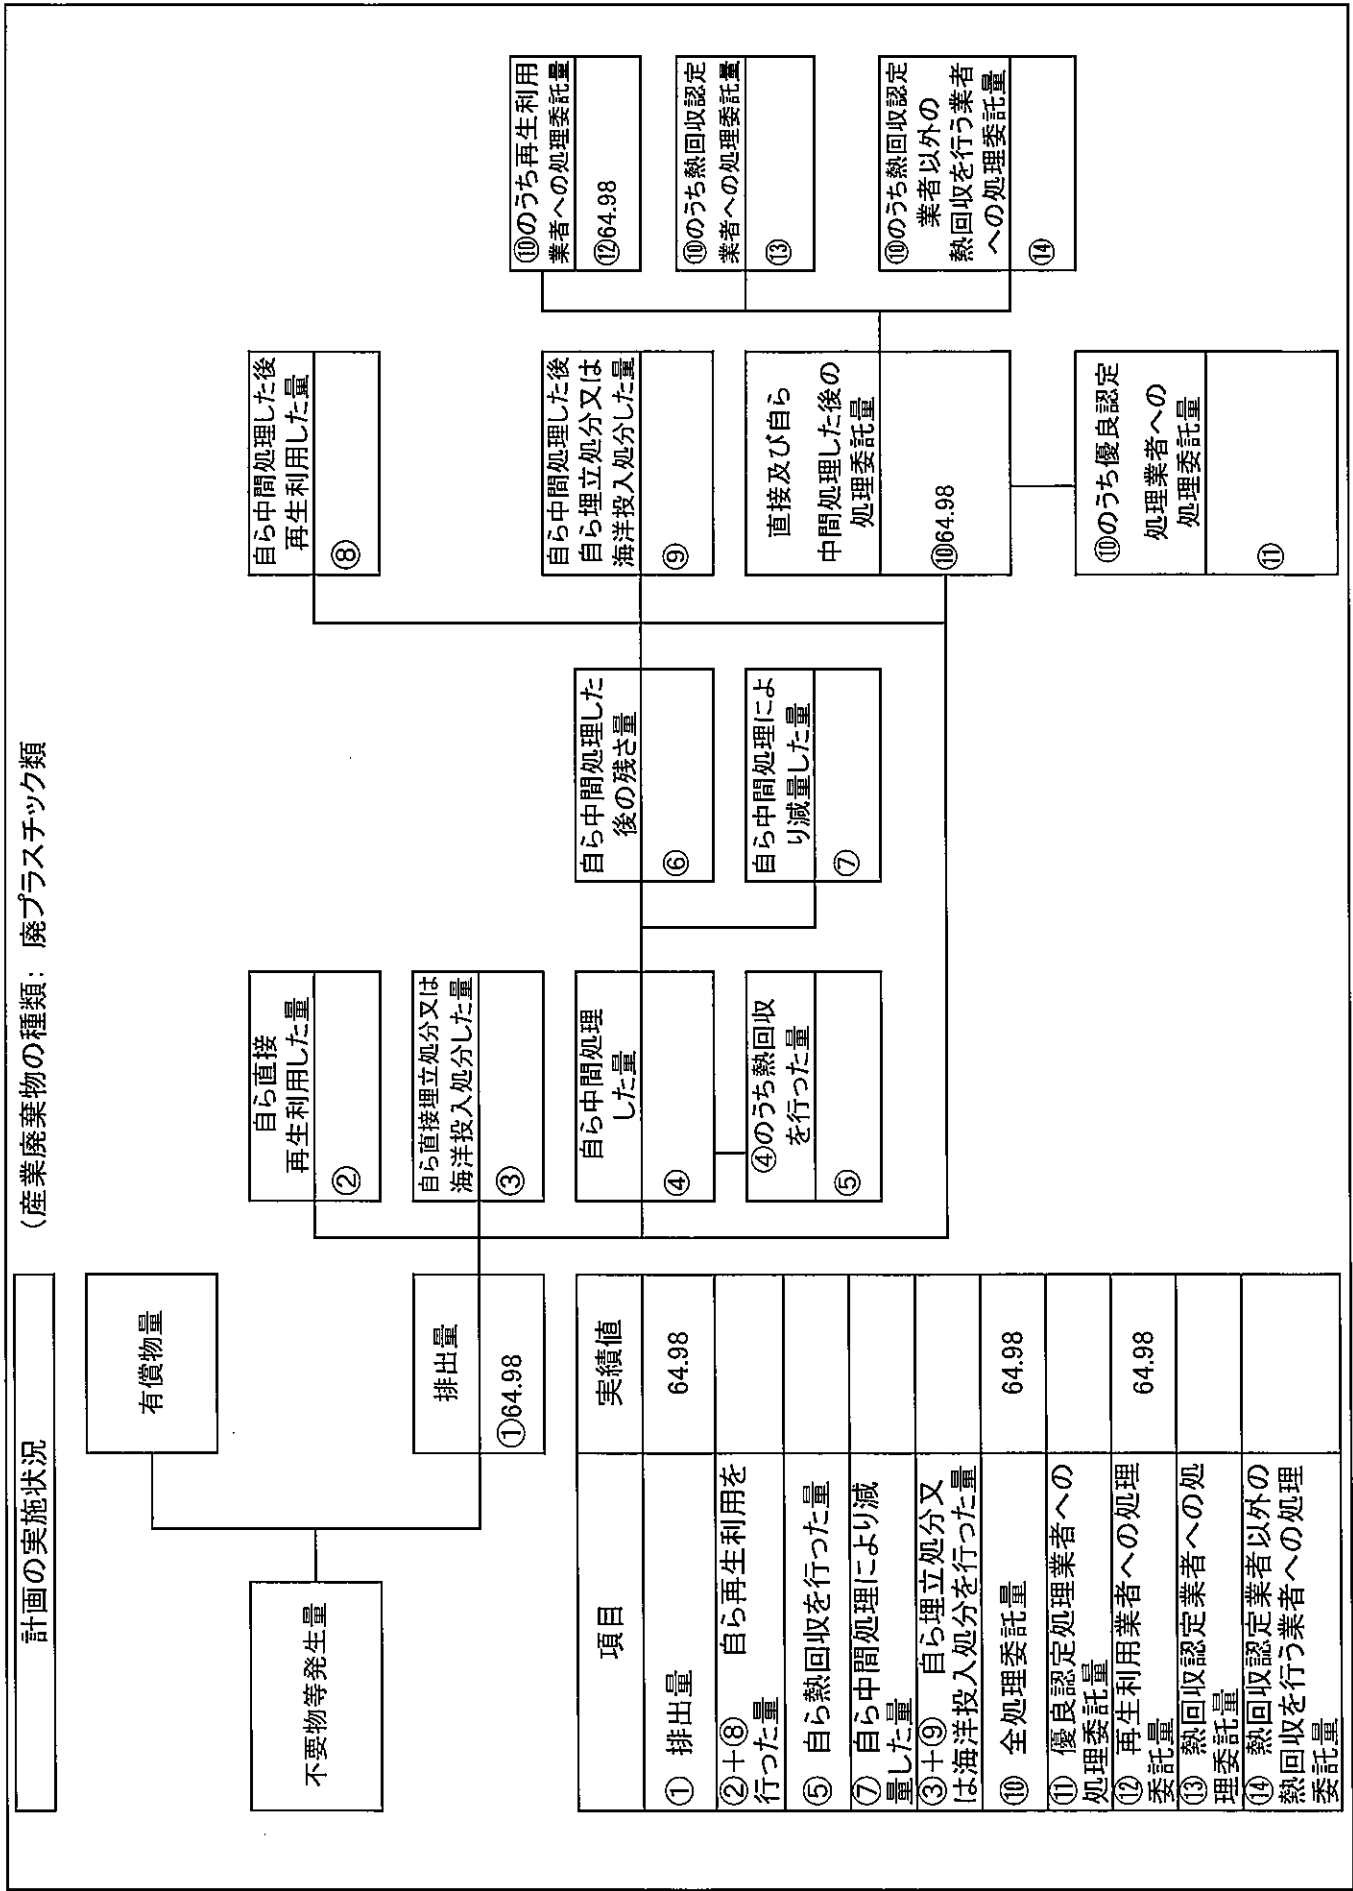 計画の実施状況
(産業廃棄物の種類： 廃プラスチック類
不要物等発生量
有償物量
排出量
①64.98
自ら直接
再生利用した量
②
自ら直接埋立処分又は
海洋投入処分した量
③
自ら中間処理
した量
④
④のうち熱回収
を行った量
⑤
自ら中間処理した
後の残さ量
⑥
自ら中間処理によ
り減量した量
⑦
自ら中間処理した後
再生利用した量
⑧
自ら中間処理した後
自ら埋立処分又は
海洋投入処分した量
⑨
直接及び自ら
中間処理した後の
処理委託量
⑩64.98
⑩のうち優良認定
処理業者への
処理委託量
⑪
⑩のうち再生利用
業者への処理委託量
⑫64.98
⑩のうち熱回収認定
業者への処理委託量
⑬
⑩のうち熱回収認定
業者以外の
熱回収を行う業者
への処理委託量
⑭
項目 実績値
① 排出量 64.98
②＋⑧ 自ら再生利用を
行った量
⑤ 自ら熱回収を行った量
⑦ 自ら中間処理により減
量した量
③＋⑨ 自ら埋立処分又
は海洋投入処分を行った量
⑩ 全処理委託量 64.98
⑪ 優良認定処理業者への
処理委託量
⑫ 再生利用業者への処理
委託量 64.98
⑬ 熱回収認定業者への処
理委託量
⑭ 熱回収認定業者以外の
熱回収を行う業者への処理
委託量